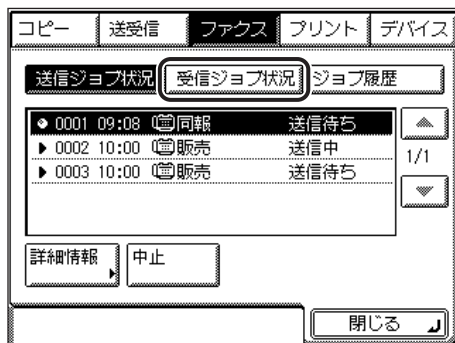 コピー 送受信 ファクス プリント デバイス
送信ジョブ状況 受信ジョブ状況 ジョブ履歴
0001 09:08 同報 送信待ち
0002 10:00 販売 送信中
0003 10:00 販売 送信待ち
1/1
詳細情報 中止
閉じる